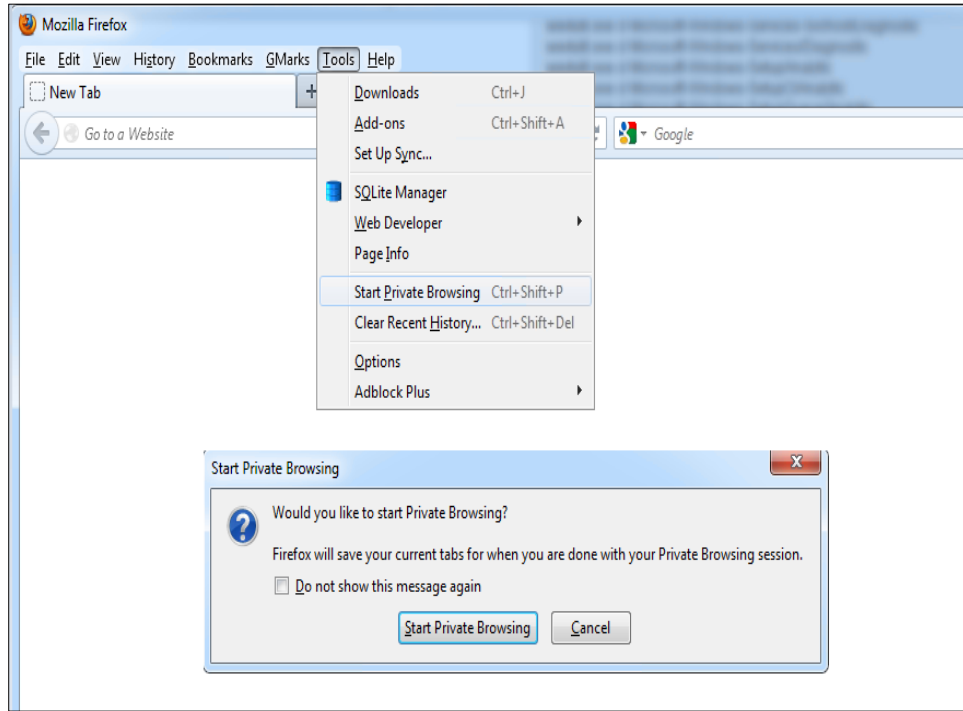 Mozilla Firefox
File Edit View History Bookmarks GMarks Tools Help
New Tab
Go to a Website
Google
Downloads Ctrl+J
Add-ons Ctrl+Shift+A
Set Up Sync...
SQLite Manager
Web Developer
Page Info
Start Private Browsing Ctrl+Shift+P
Clear Recent History... Ctrl+Shift+Del
Options
Adblock Plus
Start Private Browsing
Would you like to start Private Browsing?
Firefox will save your current tabs for when you are done with your Private Browsing session.
Do not show this message again
Start Private Browsing Cancel